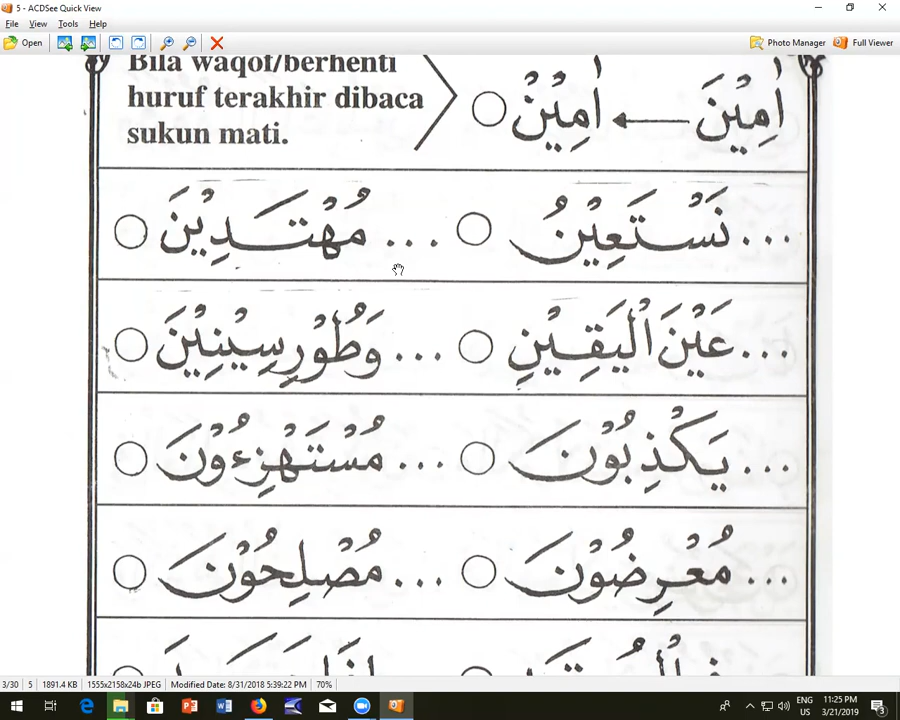 5 - ACDSee Quick View
File View Tools Help
Open
Photo Manager Full Viewer
Bila waqof/berhenti
huruf terakhir dibaca
sukun mati.
اٰمِيْنَ ← اٰمِيْنْ
... نَسْتَعِيْنُ ... مُهْتَدِيْنَ
... عَيْنَ الْيَقِيْنِ ... وَطُوْرِسِيْنِيْنَ
... يَكْذِبُوْنَ ... مُسْتَهْزِءُوْنَ
... مُعْرِضُوْنَ ... مُصْلِحُوْنَ
3/30 5 1891.4 KB 1555x2158x24b JPEG Modified Date: 8/31/2018 5:39:22 PM 70%
ENG 11:25 PM
US 3/21/2019
3